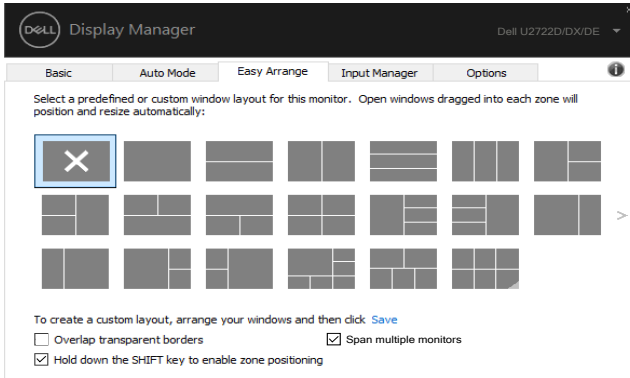 DELL Display Manager
Dell U2722D/DX/DE
Basic Auto Mode Easy Arrange Input Manager Options
Select a predefined or custom window layout for this monitor. Open windows dragged into each zone will
position and resize automatically:
To create a custom layout, arrange your windows and then click Save
Overlap transparent borders
Span multiple monitors
Hold down the SHIFT key to enable zone positioning